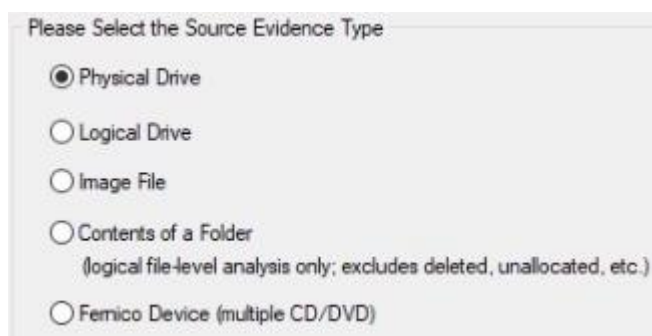 Please Select the Source Evidence Type
Physical Drive
Logical Drive
Image File
Contents of a Folder
(logical file-level analysis only; excludes deleted, unallocated, etc.)
Fernico Device (multiple CD/DVD)